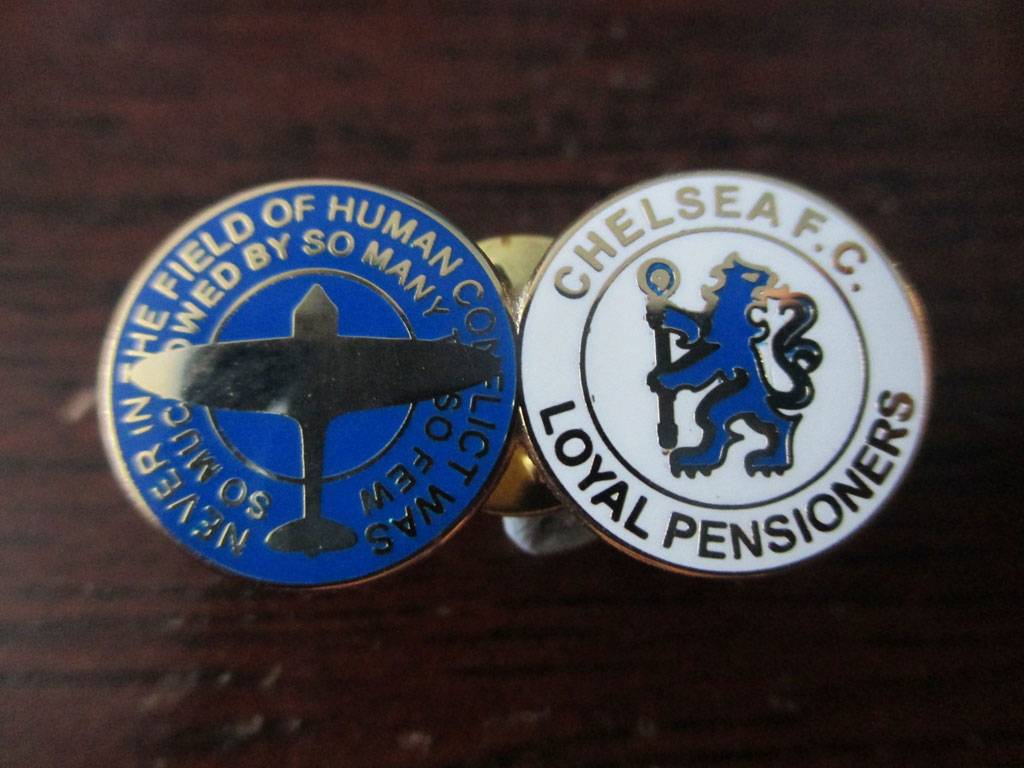 NEVER IN THE FIELD OF HUMAN CONFLICT WAS
SO MUCH OWED BY SO MANY TO SO FEW
CHELSEA F.C.
LOYAL PENSIONERS